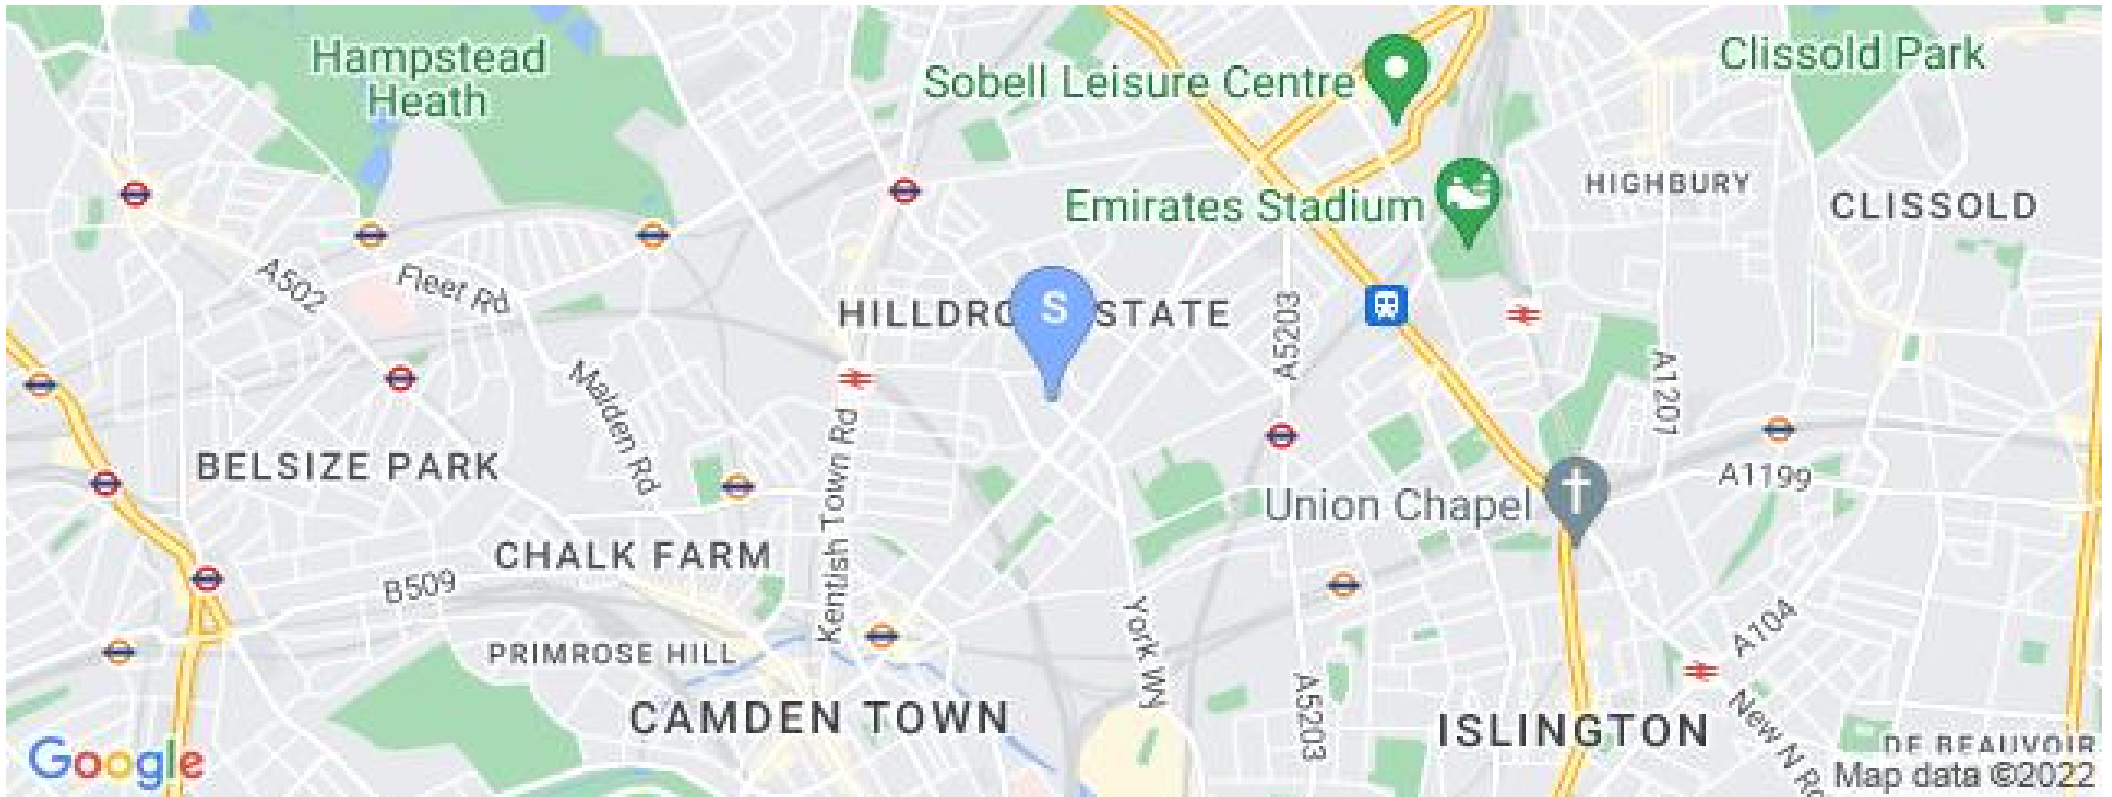 Hampstead
Heath
Sobell Leisure Centre
Clissold Park
Emirates Stadium
HIGHBURY
CLISSOLD
A502
Fleet Rd
HILLDRO
S
STATE
A5203
A1201
Malden Rd
BELSIZE PARK
Kentish Town Rd
Union Chapel
A1199
CHALK FARM
B509
York Wy
A104
PRIMROSE HILL
CAMDEN TOWN
A5203
ISLINGTON
New N Rd
DE BEAUVOIR
Google
Map data ©2022